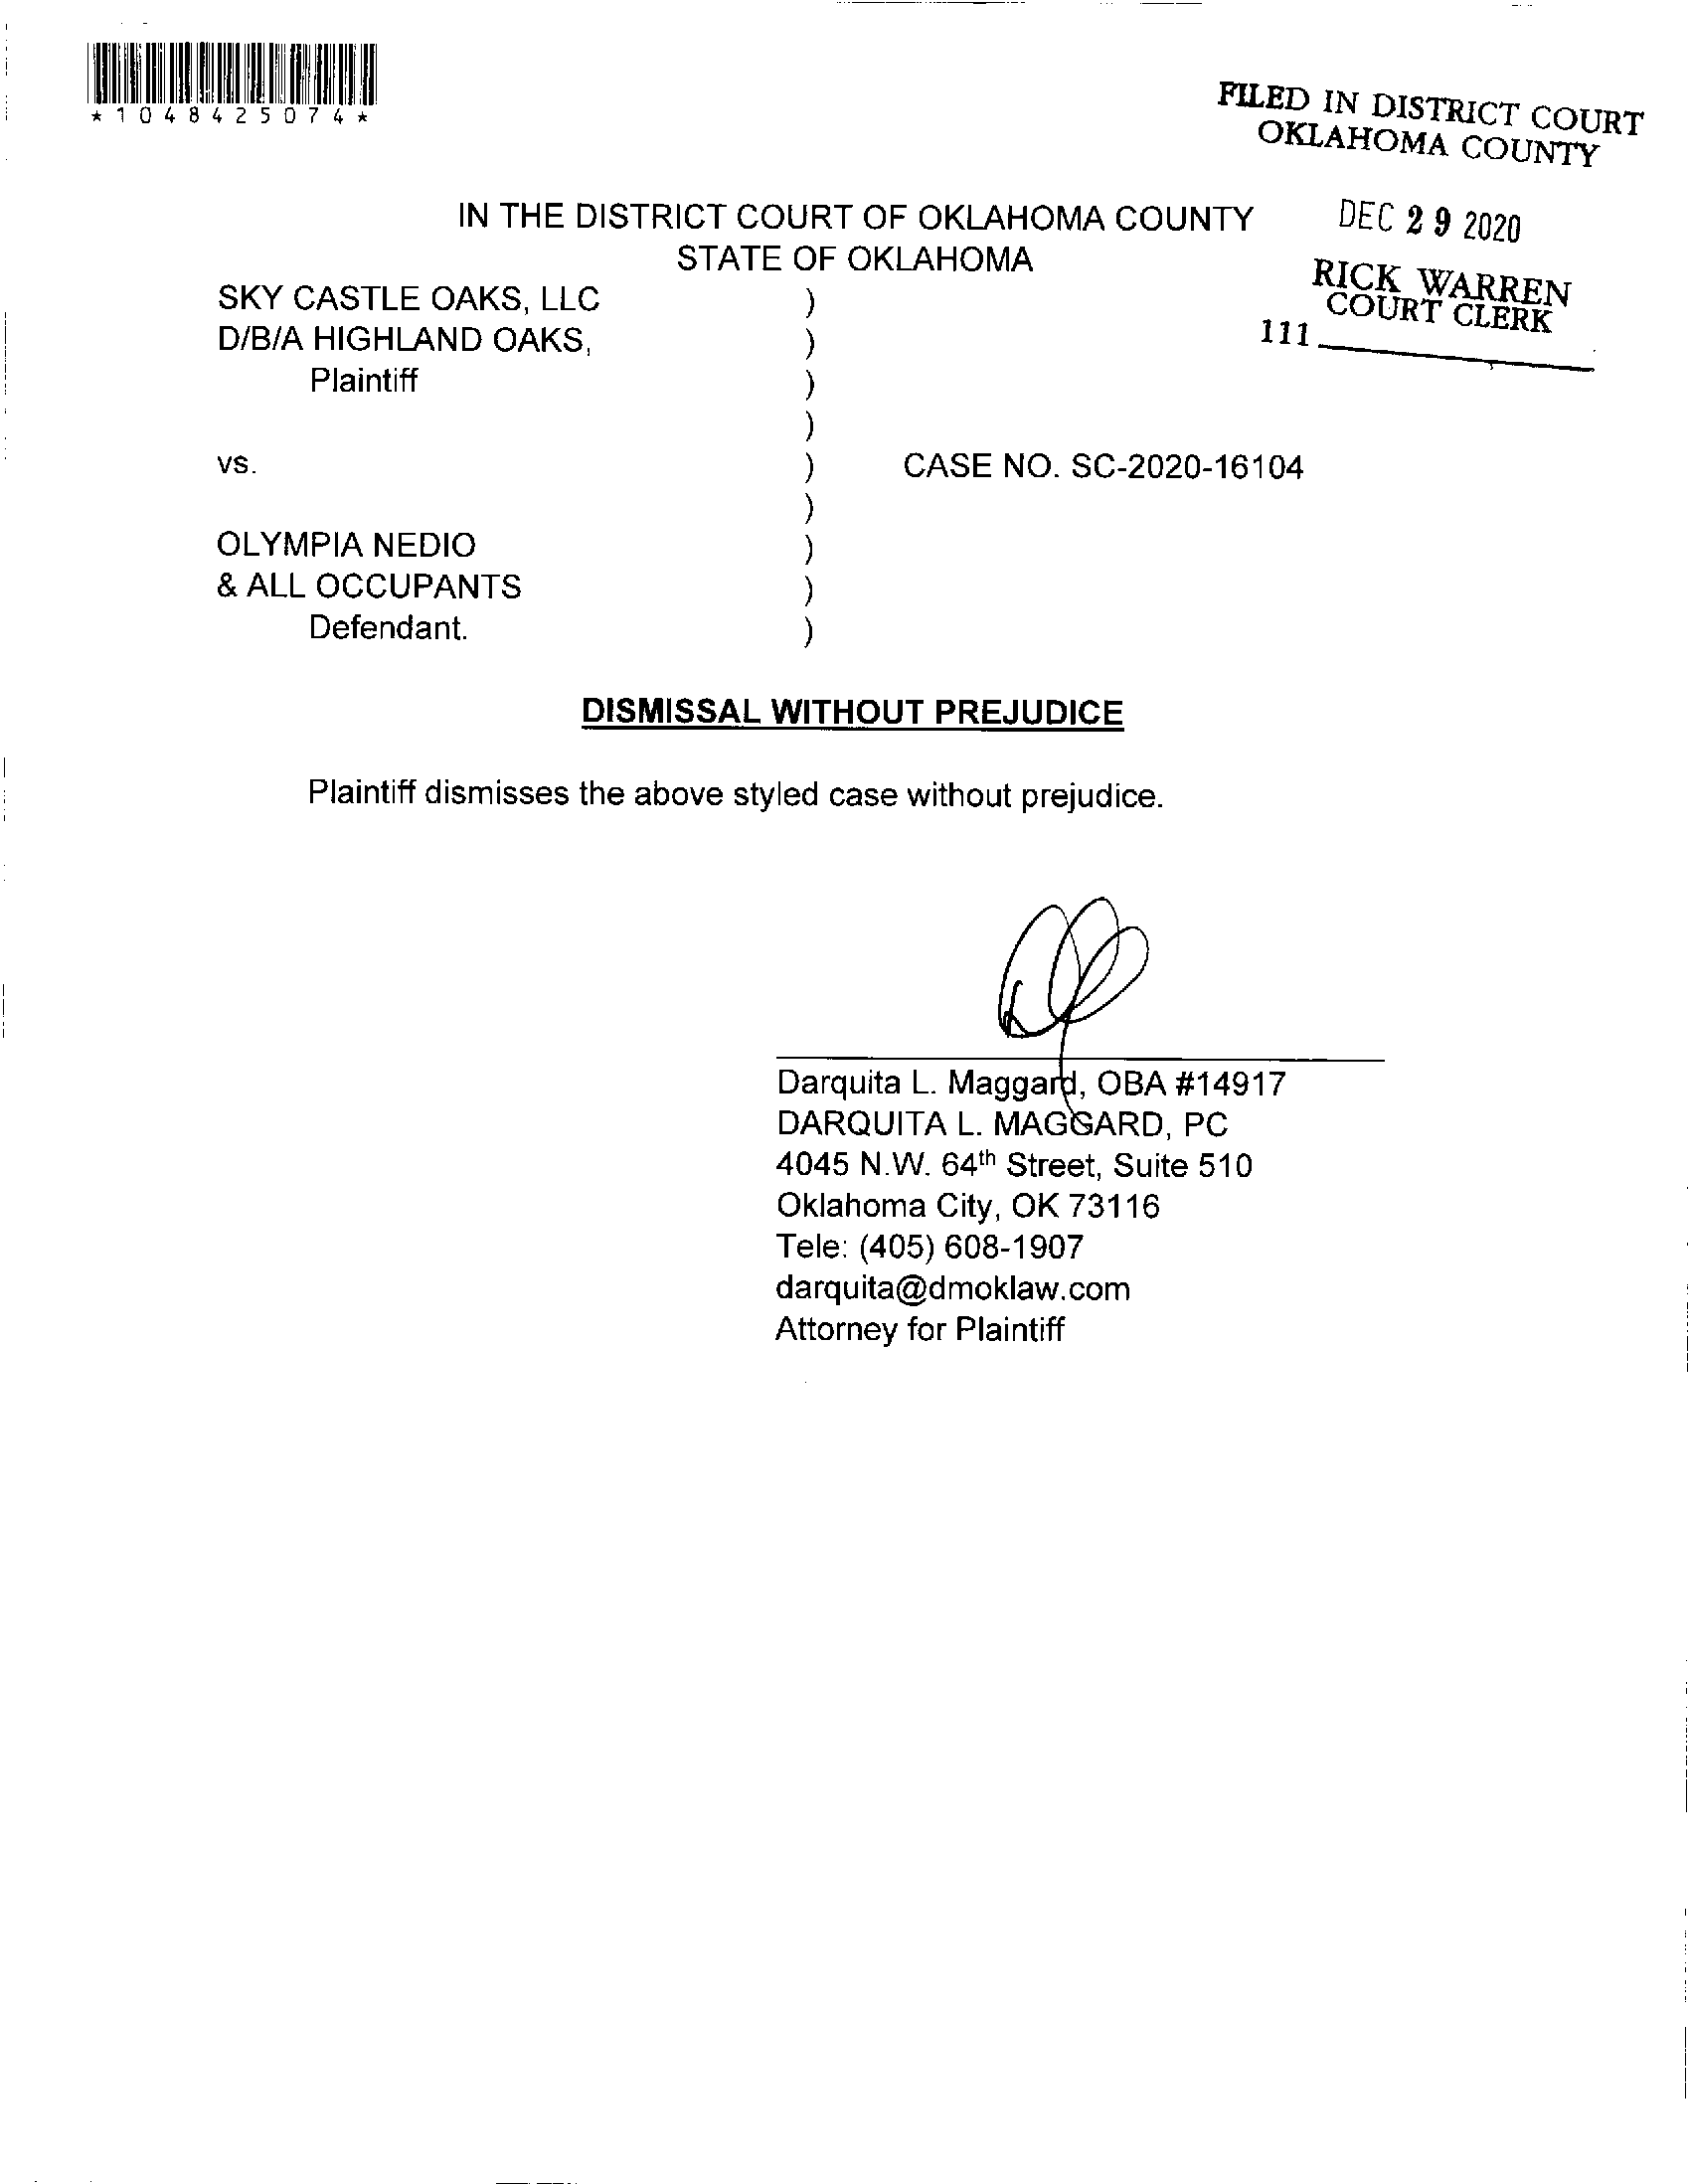 *1048425074*
FILED IN DISTRICT COURT
OKLAHOMA COUNTY
DEC 29 2020
RICK WARREN
COURT CLERK
111
IN THE DISTRICT COURT OF OKLAHOMA COUNTY
STATE OF OKLAHOMA
SKY CASTLE OAKS, LLC )
D/B/A HIGHLAND OAKS, )
Plaintiff )
)
vs. ) CASE NO. SC-2020-16104
)
OLYMPIA NEDIO )
& ALL OCCUPANTS )
Defendant. )
DISMISSAL WITHOUT PREJUDICE
Plaintiff dismisses the above styled case without prejudice.
Darquita L. Maggard, OBA #14917
DARQUITA L. MAGGARD, PC
4045 N.W. 64th Street, Suite 510
Oklahoma City, OK 73116
Tele: (405) 608-1907
darquita@dmoklaw.com
Attorney for Plaintiff